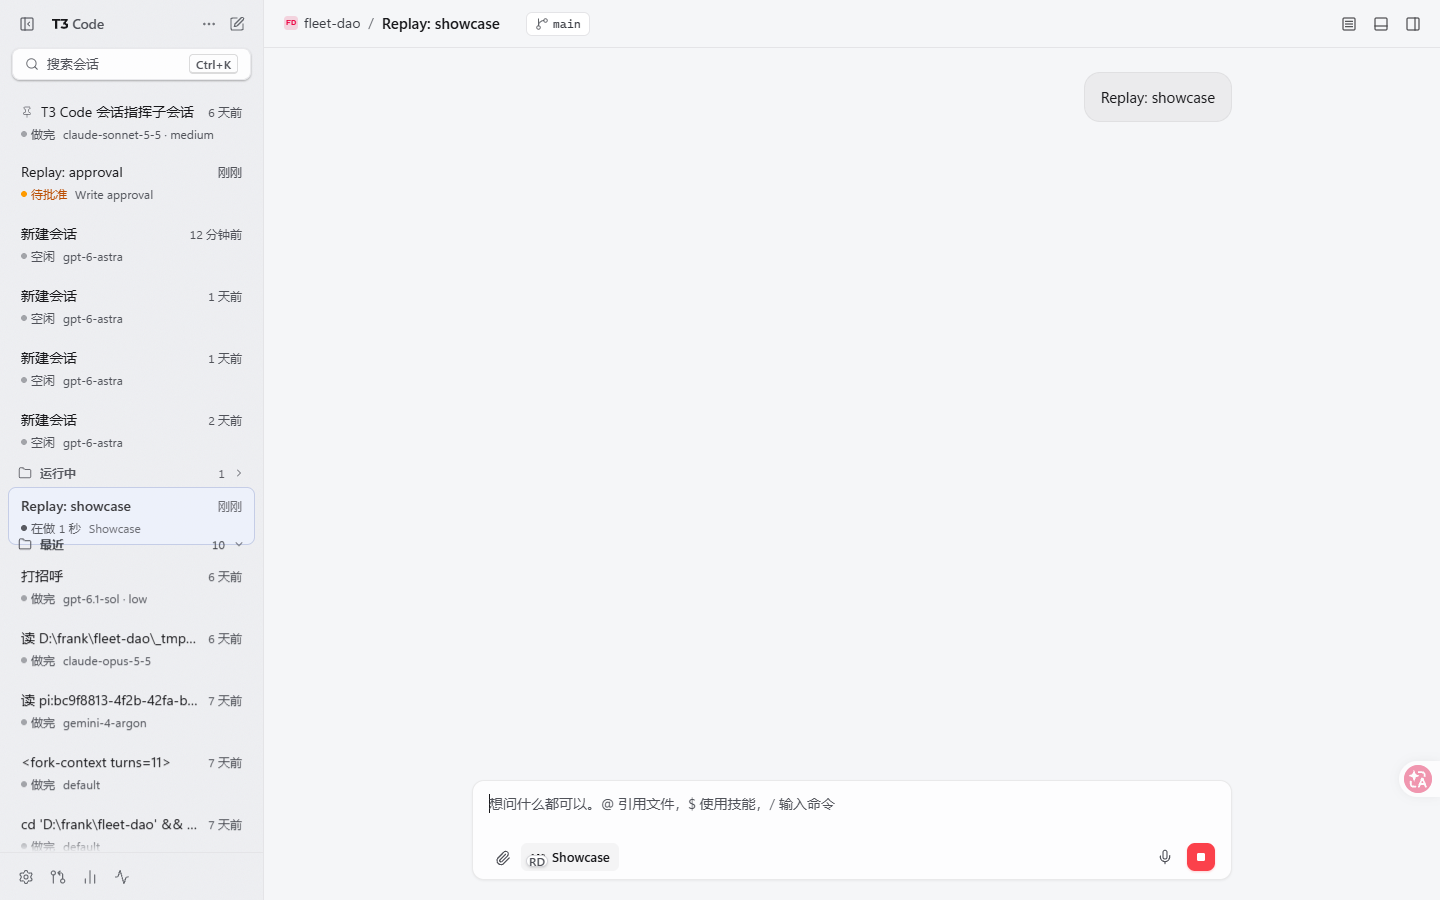 T3 Code
搜索会话 Ctrl+K
T3 Code 会话指挥子会话 6 天前
做完 claude-sonnet-5-5 · medium
Replay: approval 刚刚
待批准 Write approval
新建会话 12 分钟前
空闲 gpt-6-astra
新建会话 1 天前
空闲 gpt-6-astra
新建会话 1 天前
空闲 gpt-6-astra
新建会话 2 天前
空闲 gpt-6-astra
运行中 1
Replay: showcase 刚刚
在做 1 秒 Showcase
最近 10
打招呼 6 天前
做完 gpt-6.1-sol · low
读 D:\frank\fleet-dao\_tmp... 6 天前
做完 claude-opus-5-5
读 pi:bc9f8813-4f2b-42fa-b... 7 天前
做完 gemini-4-argon
<fork-context turns=11> 7 天前
做完 default
cd 'D:\frank\fleet-dao' && ... 7 天前
做完 default
FD fleet-dao / Replay: showcase main
Replay: showcase
想问什么都可以。@ 引用文件，$ 使用技能，/ 输入命令
RD Showcase